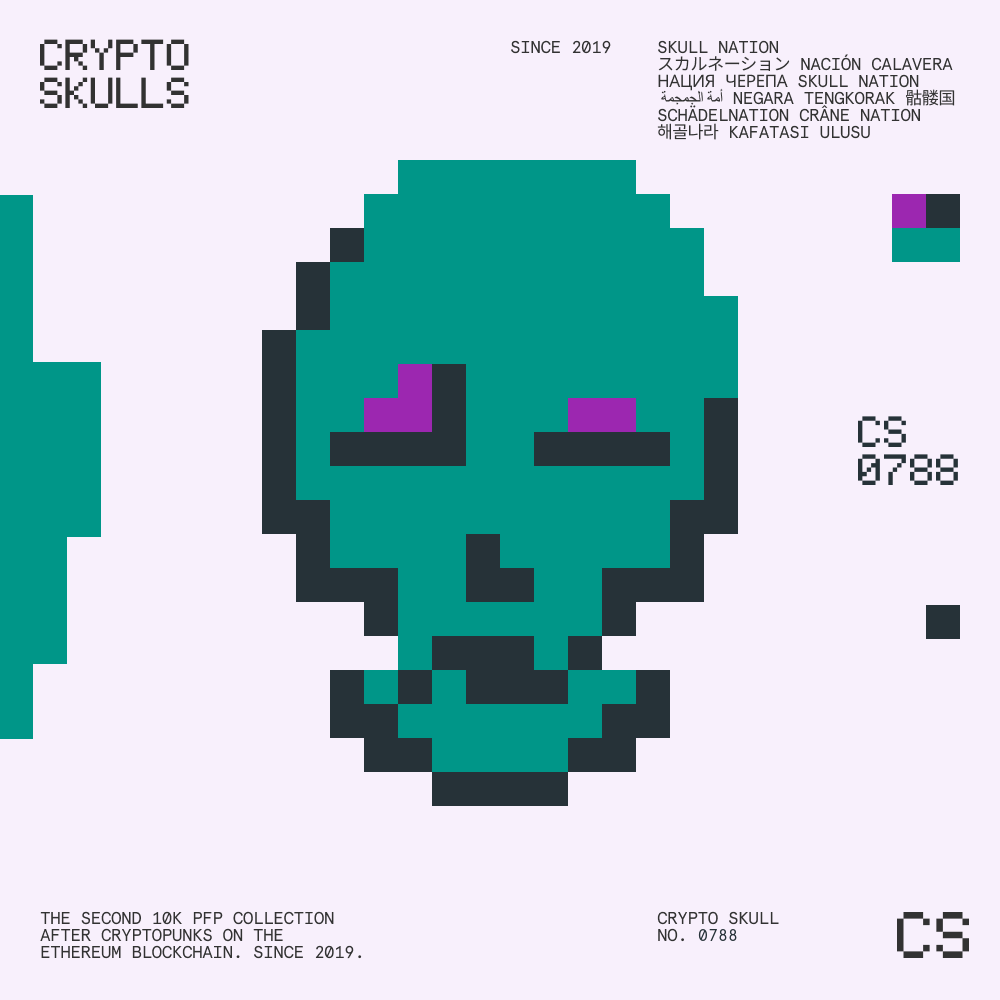 CRYPTO
SKULLS
SINCE 2019
SKULL NATION
スカルネーション NACIÓN CALAVERA
НАЦИЯ ЧЕРЕПА SKULL NATION
أمة الجمجمة NEGARA TENGKORAK 骷髅国
SCHÄDELNATION CRÂNE NATION
해골나라 KAFATASI ULUSU
CS
0788
THE SECOND 10K PFP COLLECTION
AFTER CRYPTOPUNKS ON THE
ETHEREUM BLOCKCHAIN. SINCE 2019.
CRYPTO SKULL
NO. 0788
CS